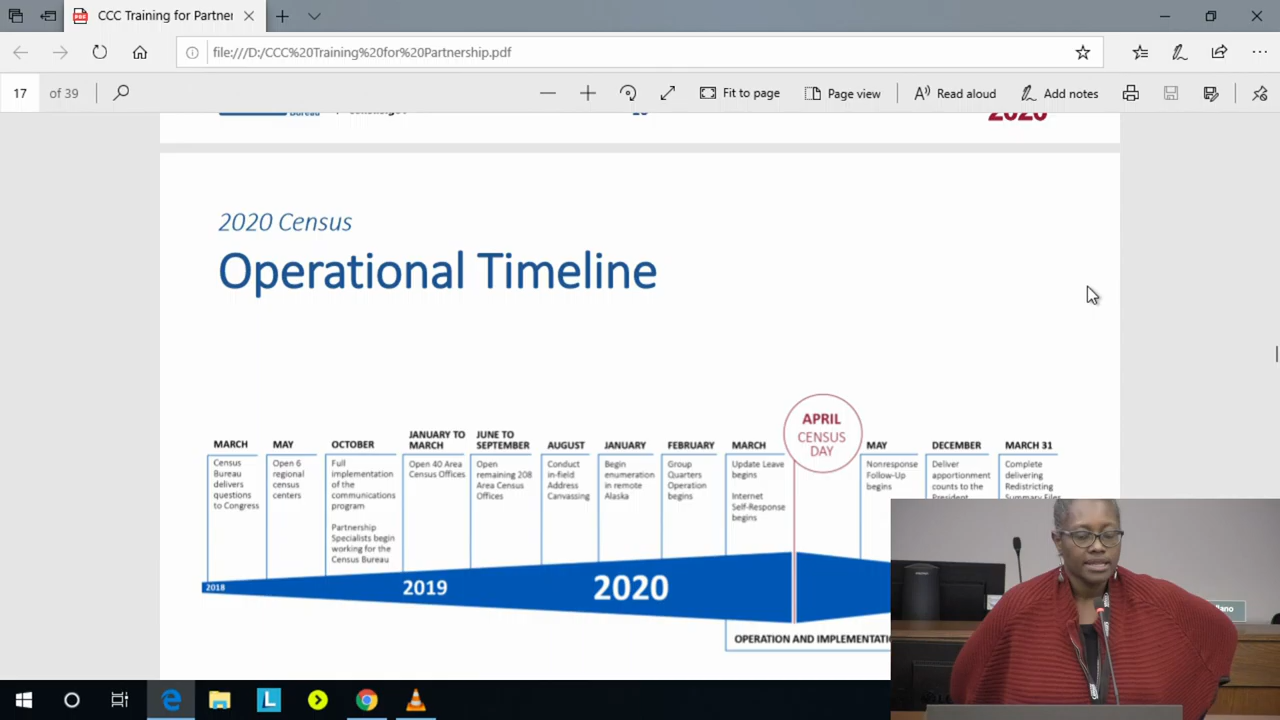 CCC Training for Partner
file:///D:/CCC%20Training%20for%20Partnership.pdf
17 of 39
Fit to page
Page view
Read aloud
Add notes
Bureau
2020
2020 Census
Operational Timeline
MARCH
Census
Bureau
delivers
questions
to Congress
MAY
Open 6
regional
census
centers
OCTOBER
Full
implementation
of the
communications
program
Partnership
Specialists begin
working for the
Census Bureau
JANUARY TO
MARCH
Open 40 Area
Census Offices
JUNE TO
SEPTEMBER
Open
remaining 208
Area Census
Offices
AUGUST
Conduct
in-field
Address
Canvassing
JANUARY
Begin
enumeration
in remote
Alaska
FEBRUARY
Group
Quarters
Operation
begins
MARCH
Update Leave
begins
Internet
Self-Response
begins
APRIL
CENSUS
DAY
MAY
Nonresponse
Follow-Up
begins
DECEMBER
Deliver
apportionment
counts to the
President
MARCH 31
Complete
delivering
Redistricting
Summary Files
2018
2019
2020
OPERATION AND IMPLEMENTATIO
llano